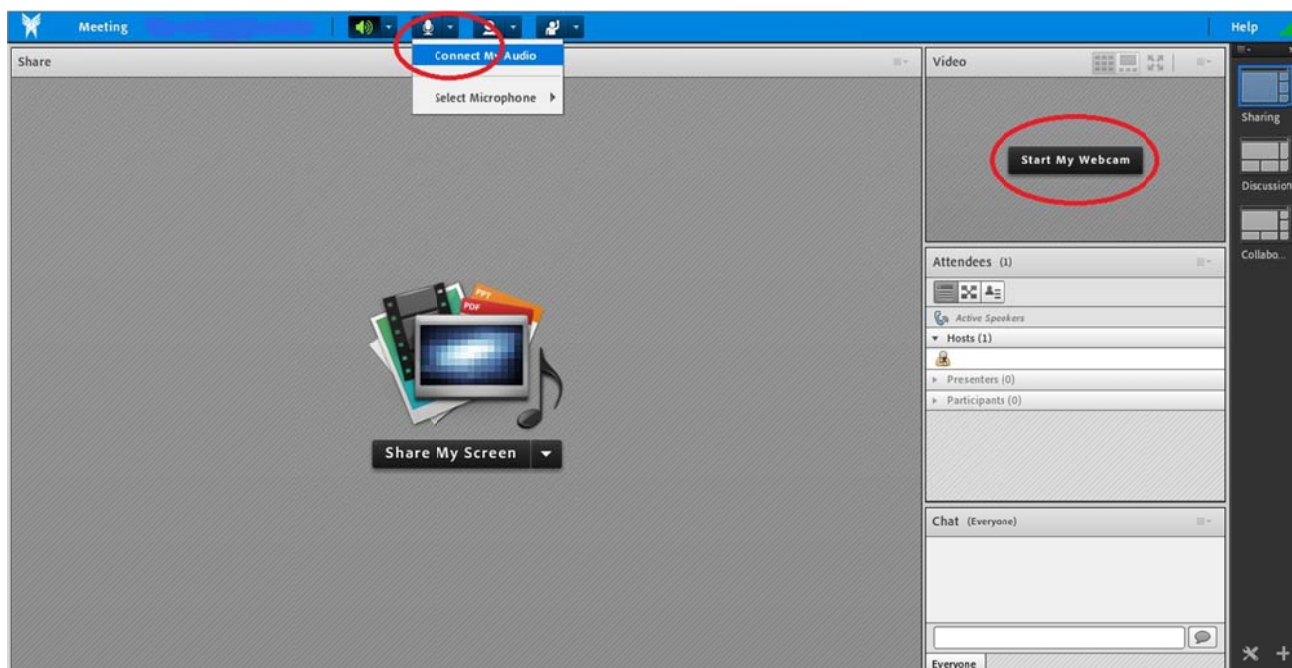 Meeting
Help
Connect My Audio
Select Microphone
Share
PPT
PDF
Share My Screen
Video
Start My Webcam
Attendees (1)
Active Speakers
Hosts (1)
Presenters (0)
Participants (0)
Chat (Everyone)
Everyone
Sharing
Discussion
Collabo...